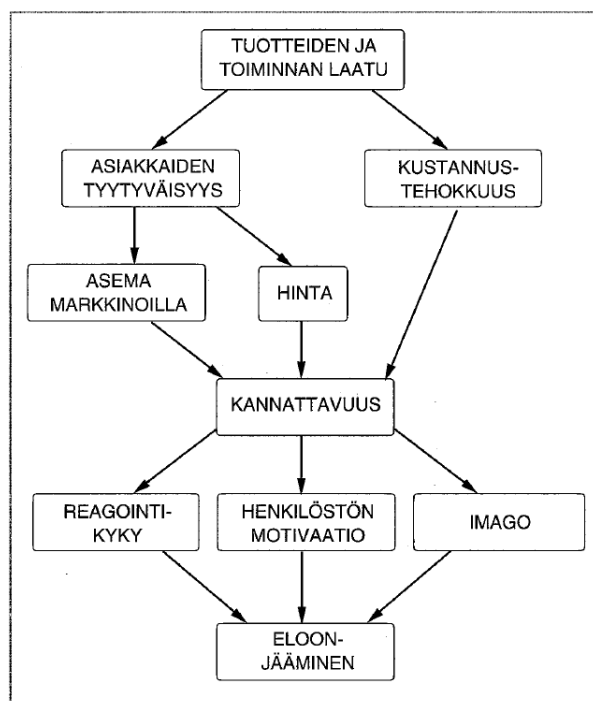 TUOTTEIDEN JA
TOIMINNAN LAATU
ASIAKKAIDEN
TYYTYVÄISYYS
KUSTANNUS-
TEHOKKUUS
ASEMA
MARKKINOILLA
HINTA
KANNATTAVUUS
REAGOINTI-
KYKY
HENKILÖSTÖN
MOTIVAATIO
IMAGO
ELOON-
JÄÄMINEN